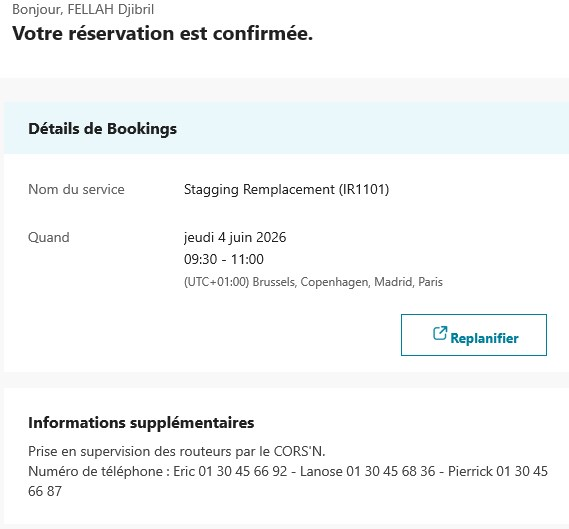 Bonjour, FELLAH Djibril
Votre réservation est confirmée.
Détails de Bookings
Nom du service
Stagging Remplacement (IR1101)
Quand
jeudi 4 juin 2026
09:30 - 11:00
(UTC+01:00) Brussels, Copenhagen, Madrid, Paris
Replanifier
Informations supplémentaires
Prise en supervision des routeurs par le CORS'N.
Numéro de téléphone : Eric 01 30 45 66 92 - Lanose 01 30 45 68 36 - Pierrick 01 30 45
66 87